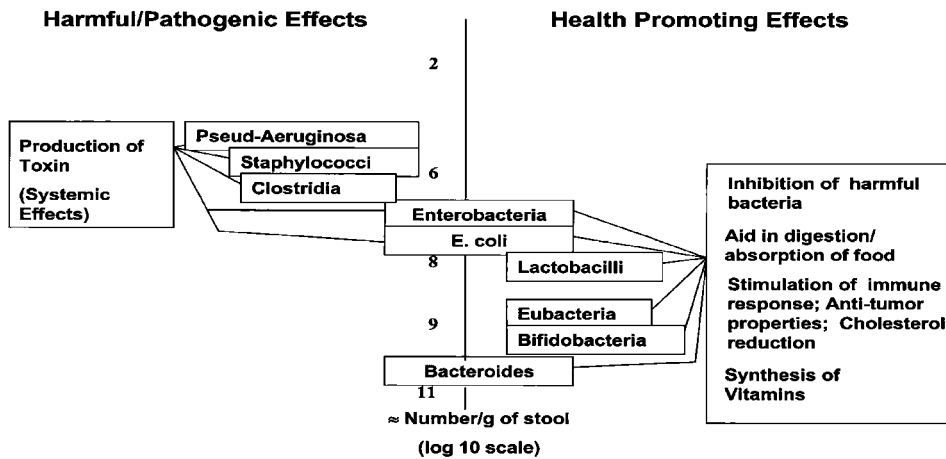 Harmful/Pathogenic Effects
Health Promoting Effects
2
Production of
Toxin
(Systemic
Effects)
Pseud-Aeruginosa
Staphylococci
6
Clostridia
Enterobacteria
E. coli
8
Lactobacilli
Eubacteria
9
Bifidobacteria
Bacteroides
11
≈ Number/g of stool
(log 10 scale)
Inhibition of harmful
bacteria
Aid in digestion/
absorption of food
Stimulation of immune
response; Anti-tumor
properties; Cholesterol
reduction
Synthesis of
Vitamins